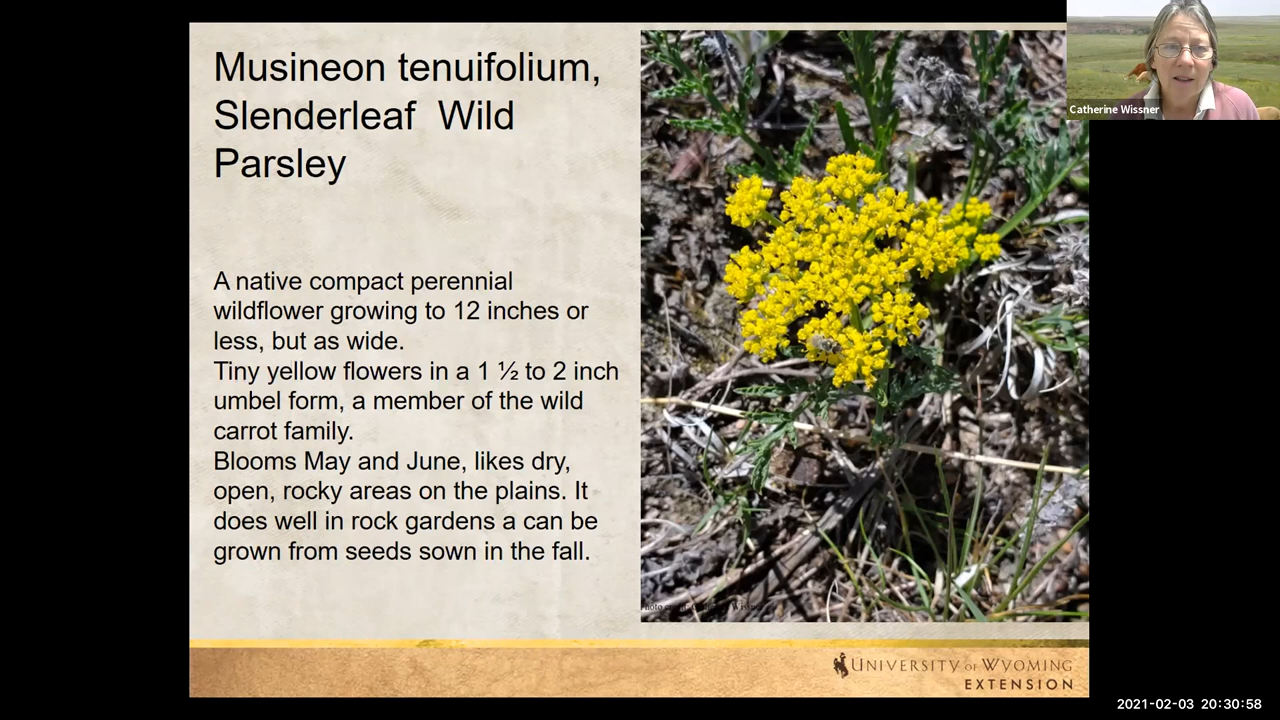 Musineon tenuifolium,
Slenderleaf Wild
Parsley
A native compact perennial
wildflower growing to 12 inches or
less, but as wide.
Tiny yellow flowers in a 1 ½ to 2 inch
umbel form, a member of the wild
carrot family.
Blooms May and June, likes dry,
open, rocky areas on the plains. It
does well in rock gardens a can be
grown from seeds sown in the fall.
Catherine Wissner
UNIVERSITY OF WYOMING
EXTENSION
2021-02-03 20:30:58